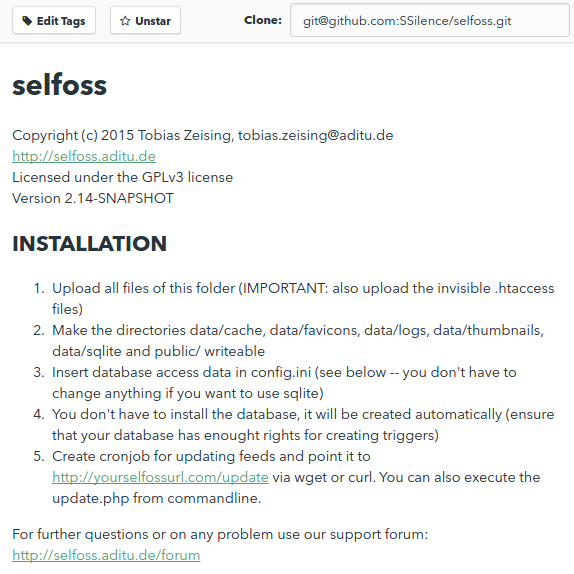 Edit Tags Unstar Clone: git@github.com:SSilence/selfoss.git
selfoss
Copyright (c) 2015 Tobias Zeising, tobias.zeising@aditu.de
http://selfoss.aditu.de
Licensed under the GPLv3 license
Version 2.14-SNAPSHOT
INSTALLATION
1. Upload all files of this folder (IMPORTANT: also upload the invisible .htaccess
files)
2. Make the directories data/cache, data/favicons, data/logs, data/thumbnails,
data/sqlite and public/ writeable
3. Insert database access data in config.ini (see below -- you don't have to
change anything if you want to use sqlite)
4. You don't have to install the database, it will be created automatically (ensure
that your database has enought rights for creating triggers)
5. Create cronjob for updating feeds and point it to
http://yourselfossurl.com/update via wget or curl. You can also execute the
update.php from commandline.
For further questions or on any problem use our support forum:
http://selfoss.aditu.de/forum